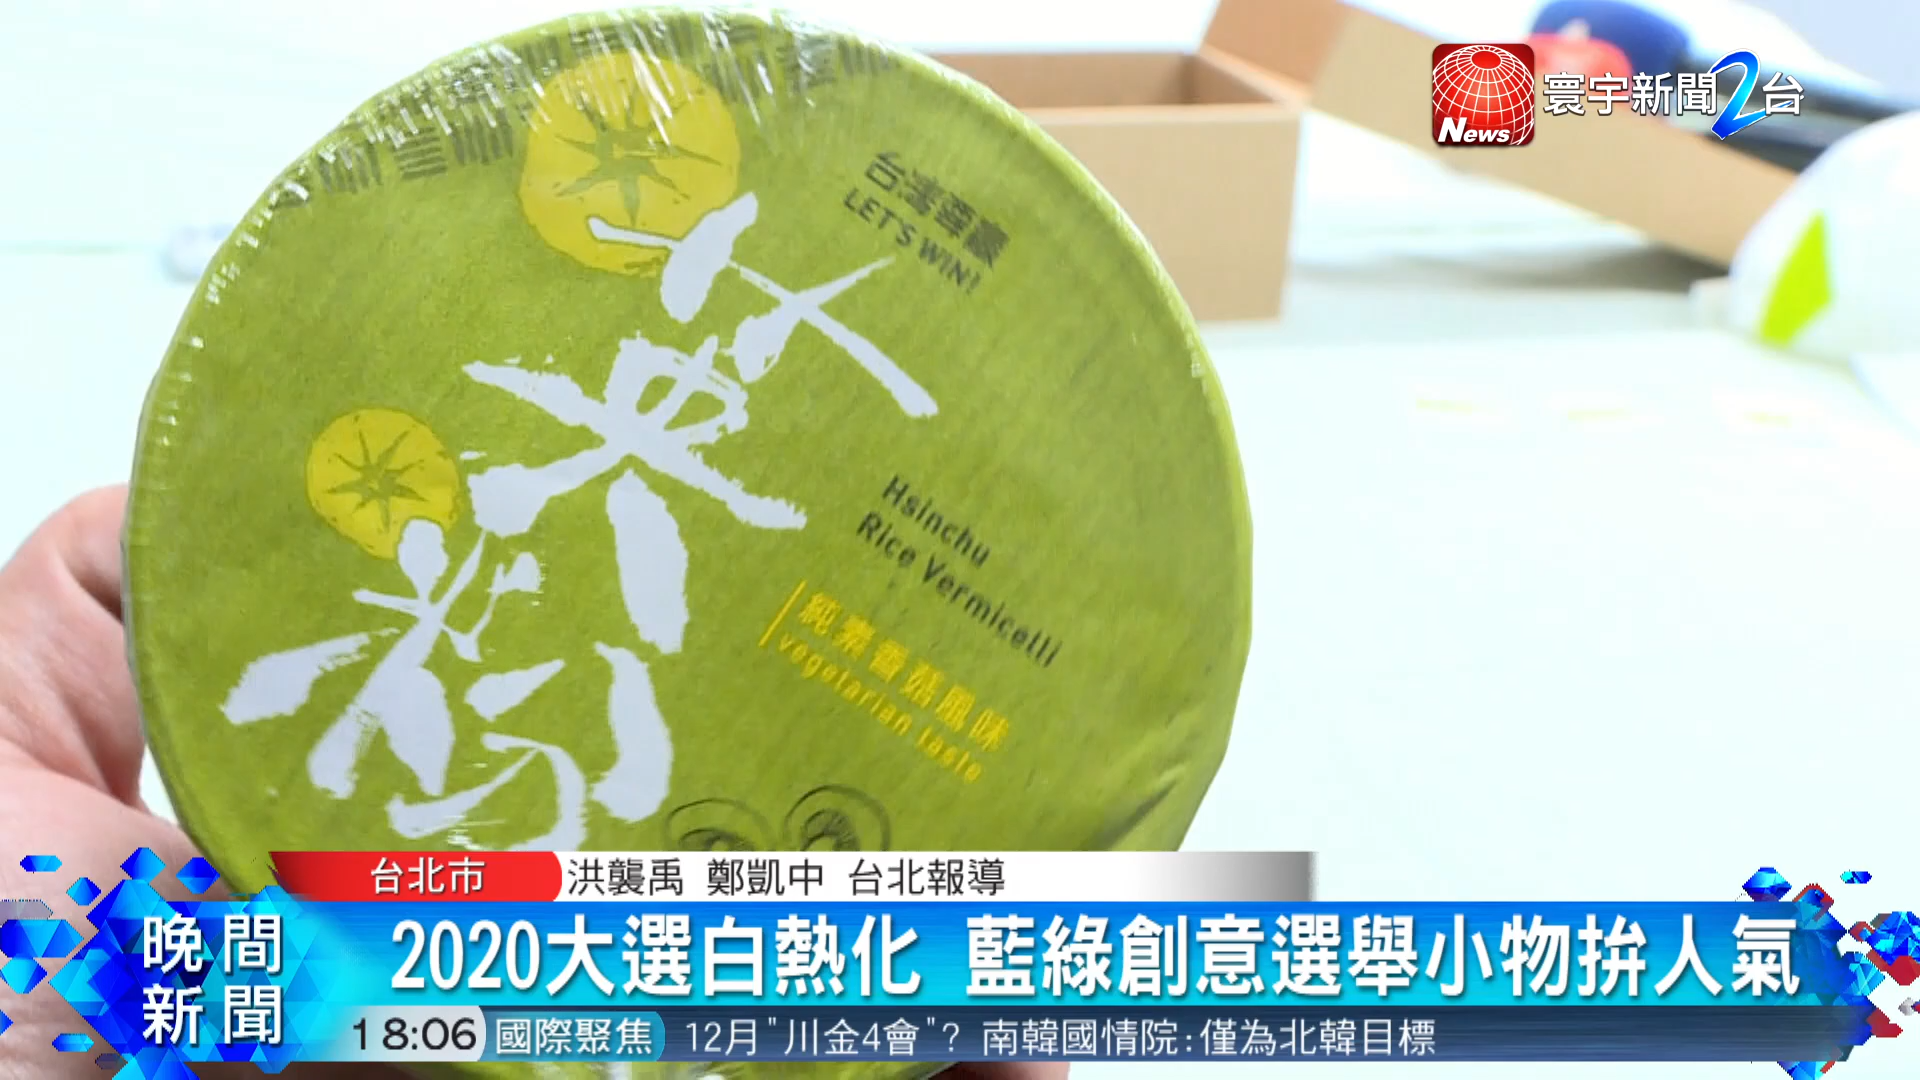 News
寰宇新聞2台
台灣尊嚴
LET'S WIN!
英粉
Hsinchu
Rice Vermicelli
純素香菇風味
vegetarian taste
台北市
洪襲禹 鄭凱中 台北報導
晚間新聞
2020大選白熱化 藍綠創意選舉小物拚人氣
18:06
國際聚焦
12月"川金4會"? 南韓國情院:僅為北韓目標